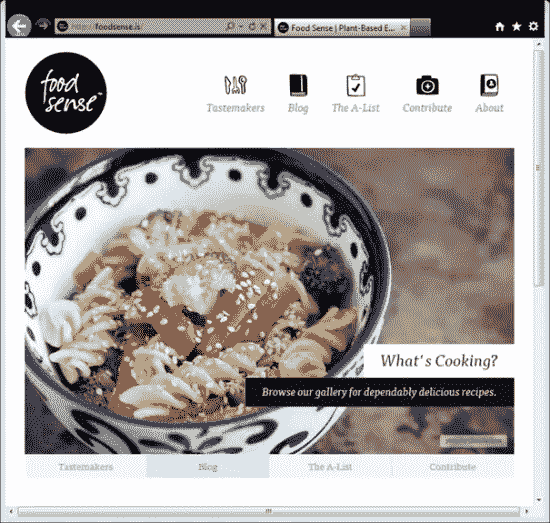 http://foodsense.is/
Food Sense | Plant-Based E...
food
sense™
Tastemakers Blog The A-List Contribute About
What's Cooking?
Browse our gallery for dependably delicious recipes.
Tastemakers Blog The A-List Contribute